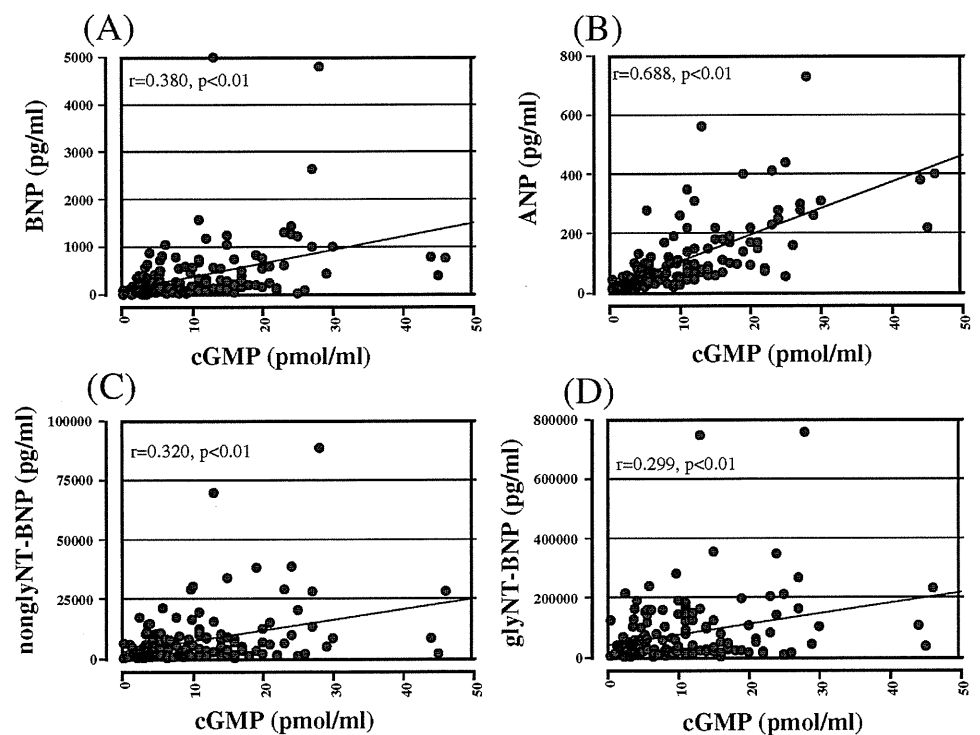 (A)
BNP (pg/ml)
5000
4000
3000
2000
1000
0
r=0.380, p<0.01
0
10
20
30
40
50
cGMP (pmol/ml)
(B)
ANP (pg/ml)
800
600
400
200
0
r=0.688, p<0.01
0
10
20
30
40
50
cGMP (pmol/ml)
(C)
nonglyNT-BNP (pg/ml)
100000
75000
50000
25000
0
r=0.320, p<0.01
0
10
20
30
40
50
cGMP (pmol/ml)
(D)
glyNT-BNP (pg/ml)
800000
600000
400000
200000
0
r=0.299, p<0.01
0
10
20
30
40
50
cGMP (pmol/ml)